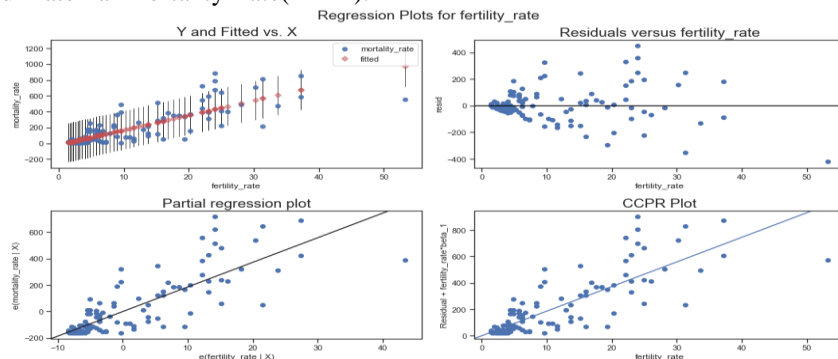 Regression Plots for fertility_rate
Y and Fitted vs. X
mortality_rate
fitted
1200
1000
800
600
400
200
0
−200
mortality_rate
0 10 20 30 40 50
fertility_rate
Residuals versus fertility_rate
400
200
0
−200
−400
resid
0 10 20 30 40 50
fertility_rate
Partial regression plot
600
400
200
0
−200
e(mortality_rate | X)
−10 0 10 20 30 40
e(fertility_rate | X)
CCPR Plot
800
600
400
200
0
Residual + fertility_rate*beta_1
0 10 20 30 40 50
fertility_rate